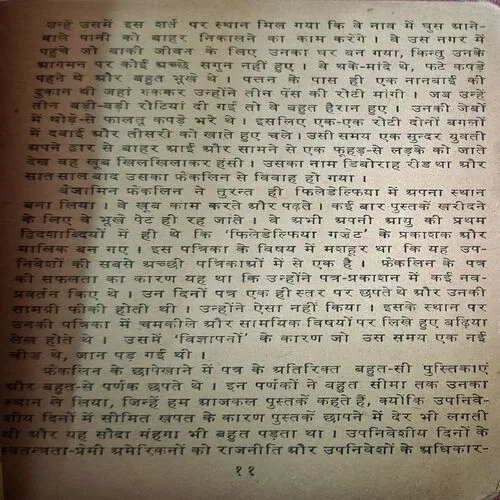 उन्हें उसमें इस शर्त पर स्थान मिल गया कि वे नाव में घुस आने-
वाले पानी को बाहर निकालने का काम करेंगे । वे उस नगर में
पहुंचे जो बाकी जीवन के लिए उनका घर बन गया, किन्तु उनके
आगमन पर कोई अच्छे सगुन नहीं हुए । वे थके-मांदे थे, फटे कपड़े
पहने थे और बहुत भूखे थे । पत्तन के पास ही एक नानबाई की
दुकान थी जहां रुककर उन्होंने तीन पेंस की रोटी मांगी । जब उन्हें
तीन बड़ी-बड़ी रोटियां दी गईं तो वे बहुत हैरान हुए । उनकी जेबों
में थोड़े-से फालतू कपड़े भरे थे । इसलिए एक-एक रोटी दोनों बगलों
में दबाई और तीसरी को खाते हुए चले । उसी समय एक सुन्दर युवती
अपने द्वार से बाहर आई और सामने से एक फूहड़-से लड़के को जाते
देख वह खूब खिलखिलाकर हंसी । उसका नाम डिबोराह रीड था और
सात साल बाद उसका फ्रेंकलिन से विवाह हो गया ।
बेंजामिन फ्रेंकलिन ने तुरन्त ही फिलेडेल्फिया में अपना स्थान
बना लिया । वे खूब काम करते और पढ़ते । कई बार पुस्तकें खरीदने
के लिए वे भूखे पेट ही रह जाते । वे अभी अपनी आयु की प्रथम
द्विदशाब्दियों में ही थे कि 'फिलेडेल्फिया गज़ट' के प्रकाशक और
मालिक बन गए । इस पत्रिका के विषय में मशहूर था कि यह उप-
निवेशों की सबसे अच्छी पत्रिकाओं में से एक है । फ्रेंकलिन के पत्र
की सफलता का कारण यह था कि उन्होंने पत्र-प्रकाशन में कई नव-
प्रवर्तन किए थे । उन दिनों पत्र एक ही स्तर पर छपते थे और उनकी
सामग्री फीकी होती थी । उन्होंने ऐसा नहीं किया । इसके स्थान पर
उनकी पत्रिका में चमकीले और सामयिक विषयों पर लिखे हुए बढ़िया
लेख होते थे । उसमें 'विज्ञापनों' के कारण जो उस समय एक नई
चीज़ थे, जान पड़ गई थी ।
फ्रेंकलिन के छापेखाने में पत्र के अतिरिक्त बहुत-सी पुस्तिकाएं
और बहुत-से पर्णक छपते थे । इन पर्णकों ने बहुत सीमा तक उनका
स्थान ले लिया, जिन्हें हम आजकल पुस्तकें कहते हैं, क्योंकि उपनिवे-
शीय दिनों में सीमित खपत के कारण पुस्तकें छापने में देर भी लगती
थी और यह सौदा मंहगा भी बहुत पड़ता था । उपनिवेशीय दिनों के
स्वतन्त्रता-प्रेमी अमेरिकनों को राजनीति और उपनिवेशों के अधिकार-
११